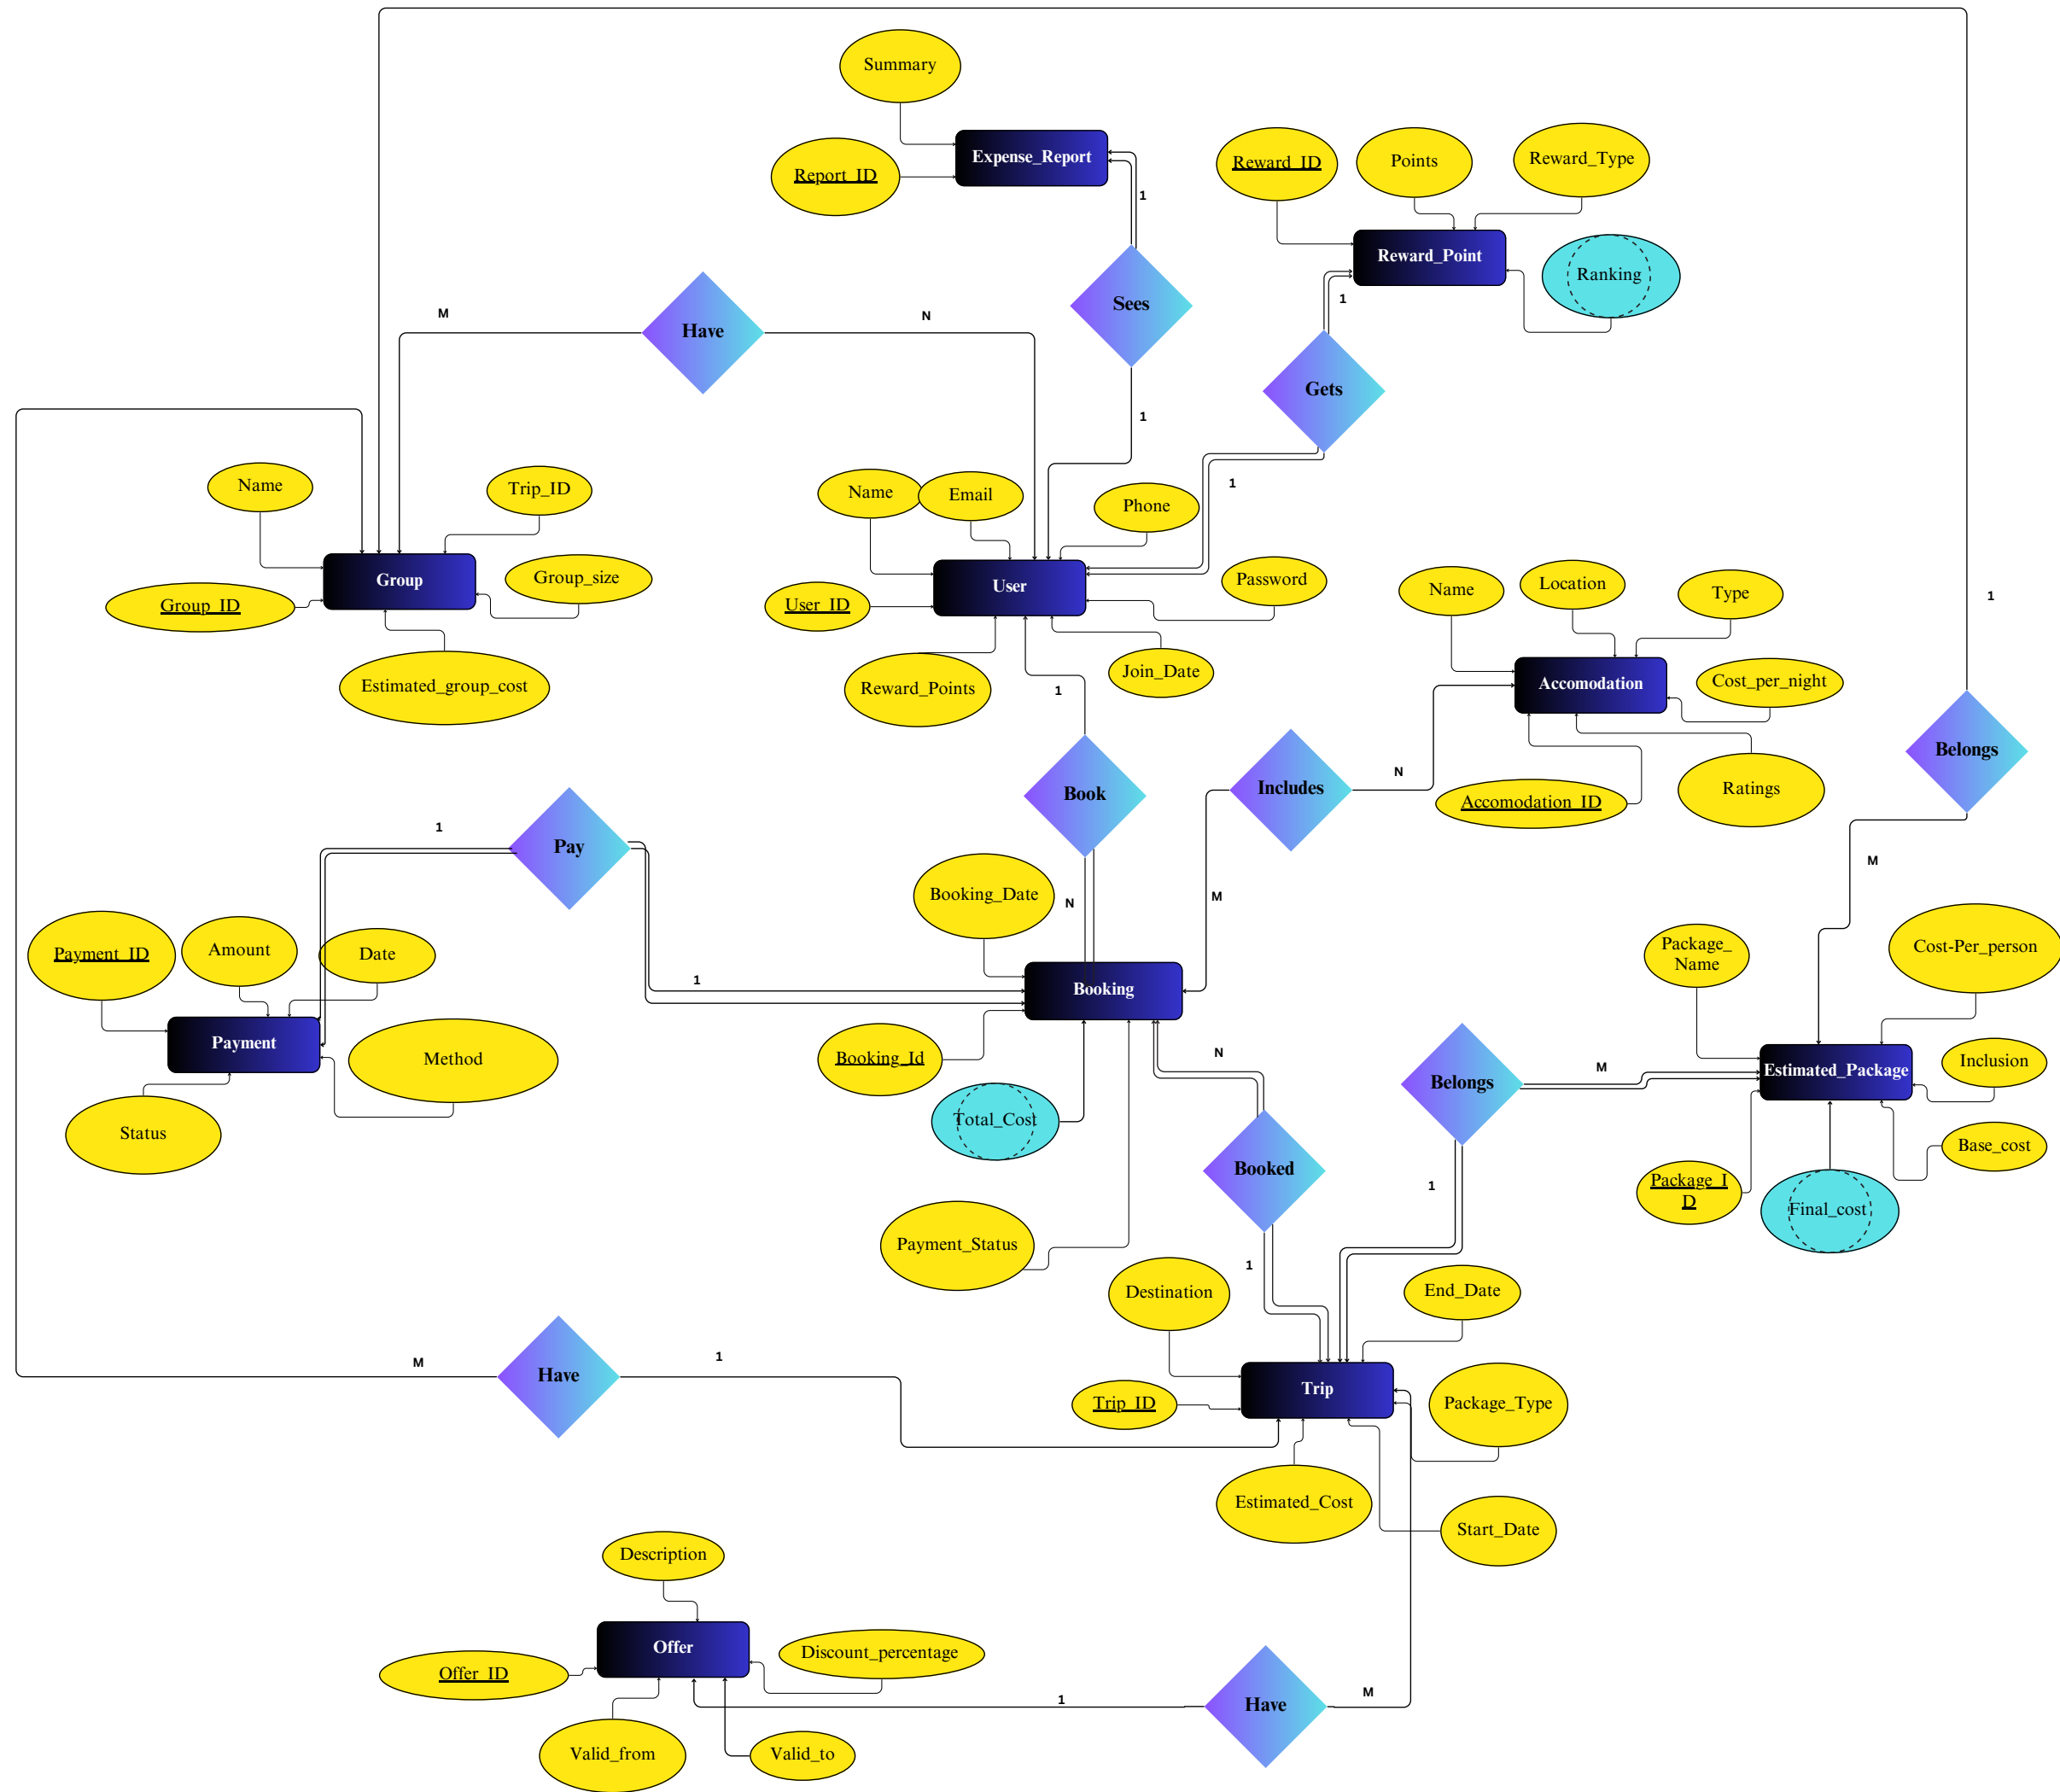 Summary
Expense_Report
Report_ID
Reward_ID
Points
Reward_Type
Reward_Point
Ranking
1
Sees
1
M
Have
N
Gets
1
1
1
Name
Trip_ID
Group
Group_size
Group_ID
Estimated_group_cost
Name
Email
Phone
User
Password
User_ID
Reward_Points
Join_Date
1
Name
Location
Type
Accomodation
Cost_per_night
Accomodation_ID
Ratings
1
Belongs
M
Book
Includes
N
M
N
1
Pay
1
Payment_ID
Amount
Date
Payment
Method
Status
Booking_Date
Booking
Booking_Id
Total_Cost
Payment_Status
N
Booked
1
Belongs
M
1
Package_
Name
Cost-Per_person
Estimated_Package
Inclusion
Base_cost
Package_I
D
Final_cost
M
Have
1
Destination
End_Date
Trip
Trip_ID
Package_Type
Estimated_Cost
Start_Date
Description
Offer
Offer_ID
Discount_percentage
Valid_from
Valid_to
1
Have
M